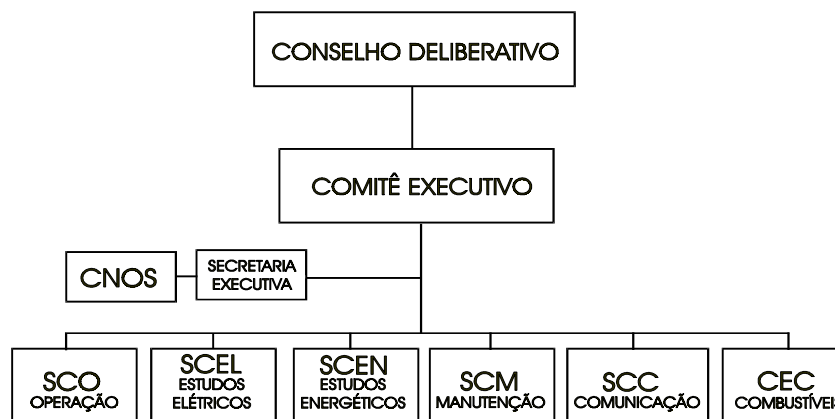 CONSELHO DELIBERATIVO
COMITÊ EXECUTIVO
CNOS
SECRETARIA
EXECUTIVA
SCO
OPERAÇÃO
SCEL
ESTUDOS
ELÉTRICOS
SCEN
ESTUDOS
ENERGÉTICOS
SCM
MANUTENÇÃO
SCC
COMUNICAÇÃO
CEC
COMBUSTÍVEL